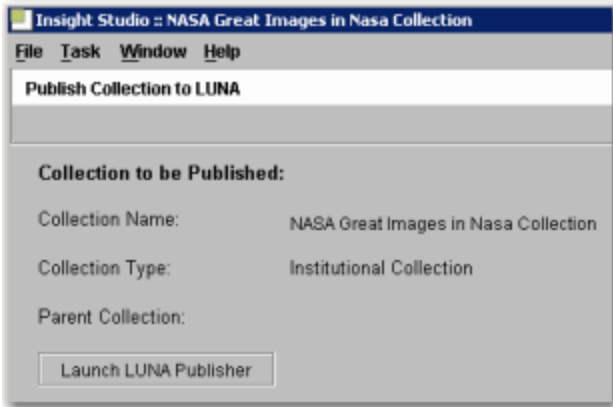 Insight Studio :: NASA Great Images in Nasa Collection
File Task Window Help
Publish Collection to LUNA
Collection to be Published:
Collection Name: NASA Great Images in Nasa Collection
Collection Type: Institutional Collection
Parent Collection:
Launch LUNA Publisher